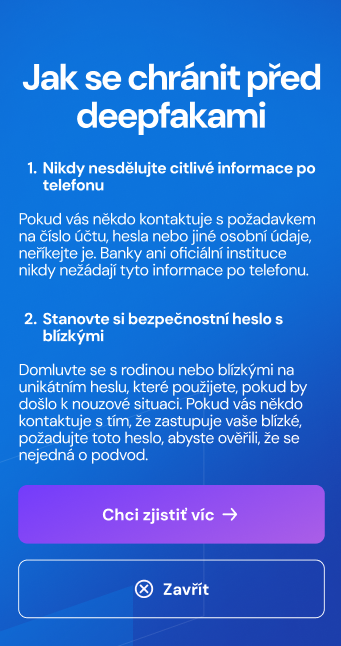 Jak se chránit před
deepfakami
1. Nikdy nesdělujte citlivé informace po
telefonu
Pokud vás někdo kontaktuje s požadavkem
na číslo účtu, hesla nebo jiné osobní údaje,
neříkejte je. Banky ani oficiální instituce
nikdy nežádají tyto informace po telefonu.
2. Stanovte si bezpečnostní heslo s
blízkými
Domluvte se s rodinou nebo blízkými na
unikátním heslu, které použijete, pokud by
došlo k nouzové situaci. Pokud vás někdo
kontaktuje s tím, že zastupuje vaše blízké,
požadujte toto heslo, abyste ověřili, že se
nejedná o podvod.
Chci zjistiť víc →
Zavřít